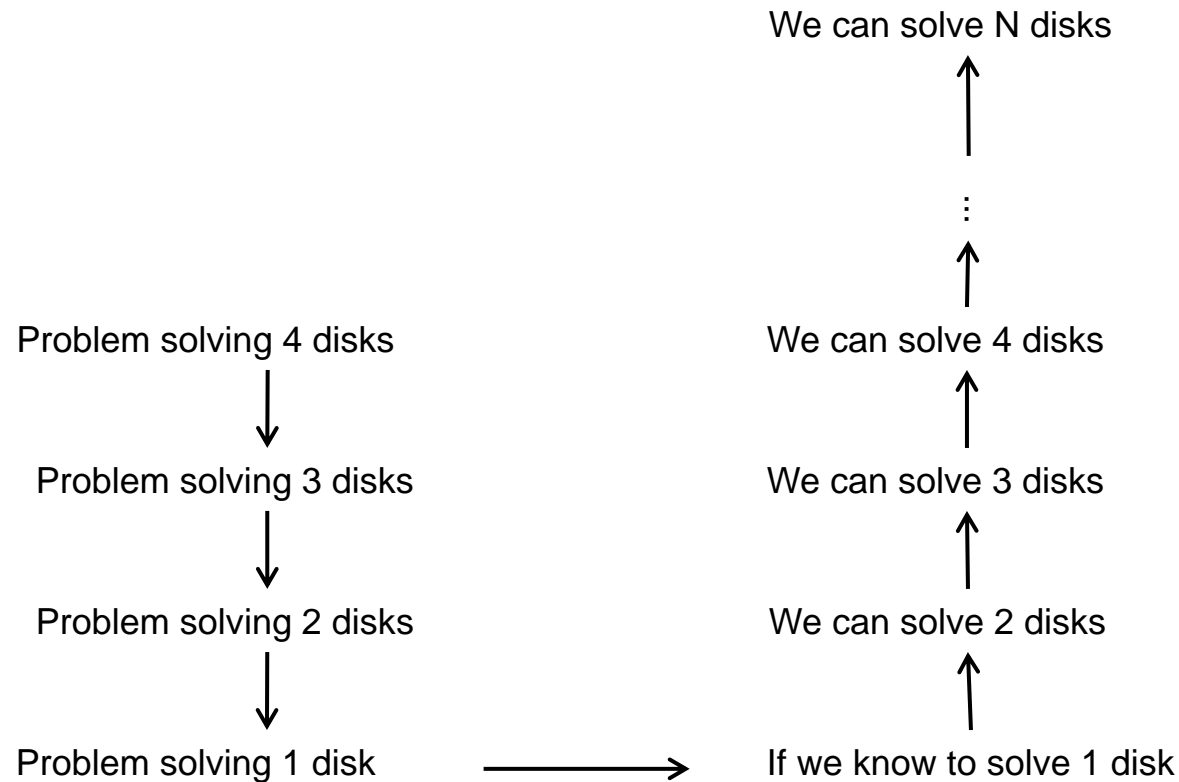 We can solve N disks
...
Problem solving 4 disks
We can solve 4 disks
Problem solving 3 disks
We can solve 3 disks
Problem solving 2 disks
We can solve 2 disks
Problem solving 1 disk
If we know to solve 1 disk